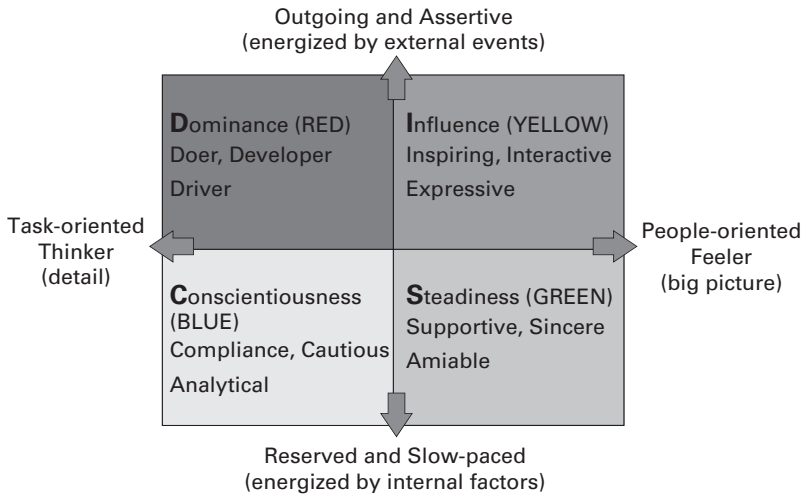 Outgoing and Assertive
(energized by external events)
Dominance (RED)
Doer, Developer
Driver
Influence (YELLOW)
Inspiring, Interactive
Expressive
Task-oriented
Thinker
(detail)
People-oriented
Feeler
(big picture)
Conscientiousness
(BLUE)
Compliance, Cautious
Analytical
Steadiness (GREEN)
Supportive, Sincere
Amiable
Reserved and Slow-paced
(energized by internal factors)